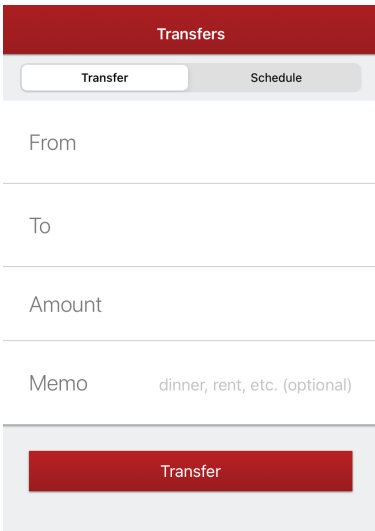 Transfers
Transfer Schedule
From
To
Amount
Memo dinner, rent, etc. (optional)
Transfer